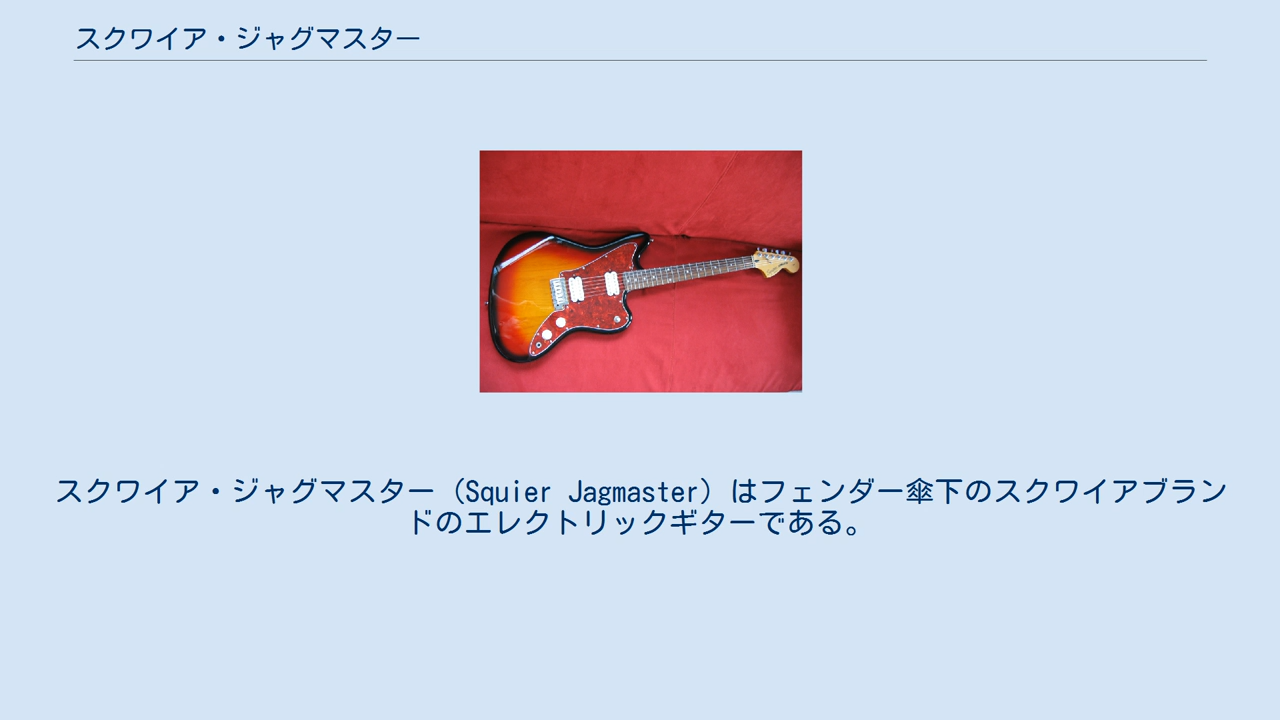 スクワイア・ジャグマスター
スクワイア・ジャグマスター（Squier Jagmaster）はフェンダー傘下のスクワイアブラン
ドのエレクトリックギターである。